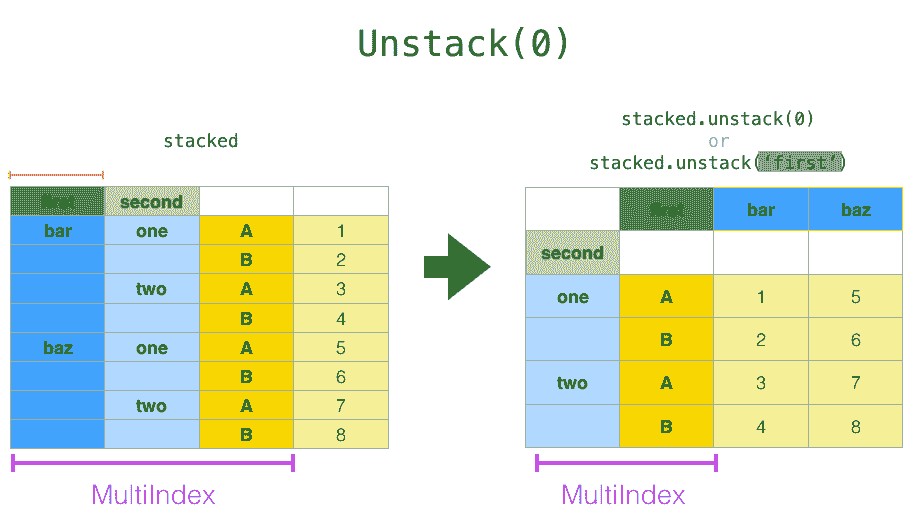 Unstack(0)
stacked
stacked.unstack(0)
or
stacked.unstack('first')
first second
bar one A 1
B 2
two A 3
B 4
baz one A 5
B 6
two A 7
B 8
MultiIndex
first bar baz
second
one A 1 5
B 2 6
two A 3 7
B 4 8
MultiIndex